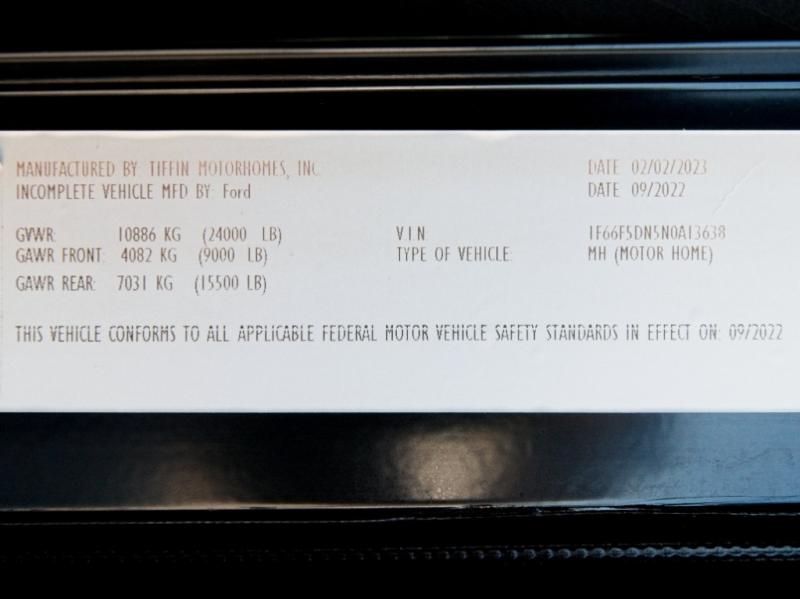 MANUFACTURED BY: TIFFIN MOTORHOMES, INC. DATE 02/02/2023
INCOMPLETE VEHICLE MFD BY: Ford DATE 09/2022
GVWR: 10886 KG (24000 LB) V.I.N. 1F66F5DN5N0A13638
GAWR FRONT: 4082 KG (9000 LB) TYPE OF VEHICLE: MH (MOTOR HOME)
GAWR REAR: 7031 KG (15500 LB)
THIS VEHICLE CONFORMS TO ALL APPLICABLE FEDERAL MOTOR VEHICLE SAFETY STANDARDS IN EFFECT ON: 09/2022